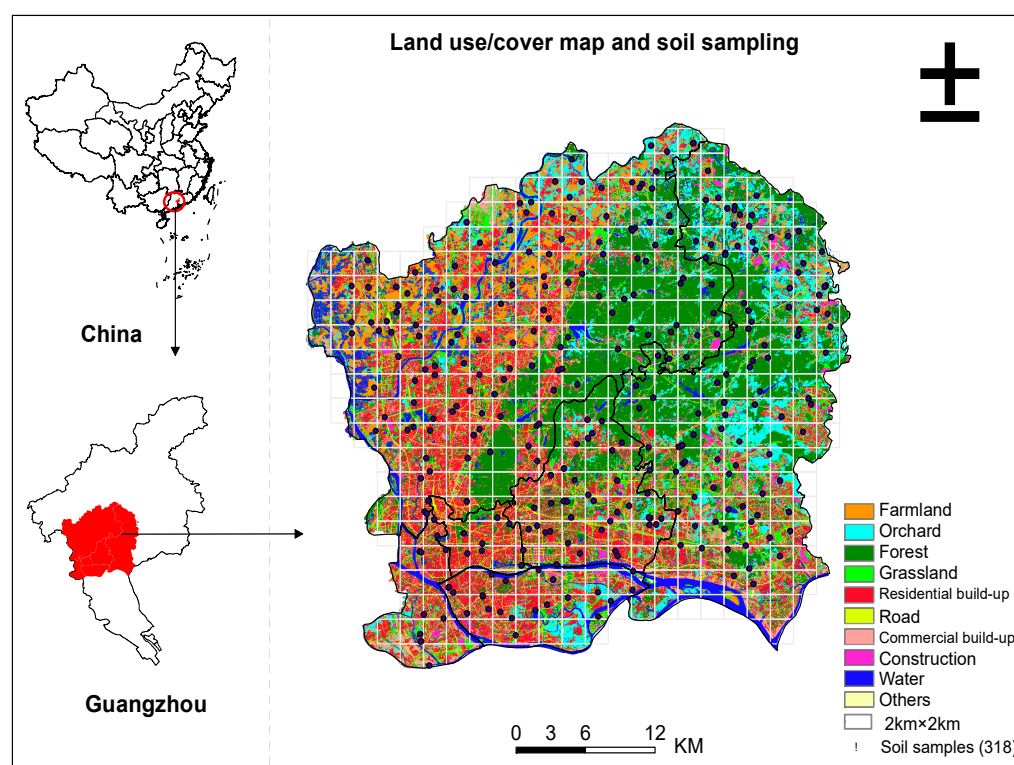 Land use/cover map and soil sampling
China
Guangzhou
Farmland
Orchard
Forest
Grassland
Residential build-up
Road
Commercial build-up
Construction
Water
Others
2km×2km
! Soil samples (318)
0 3 6 12
KM